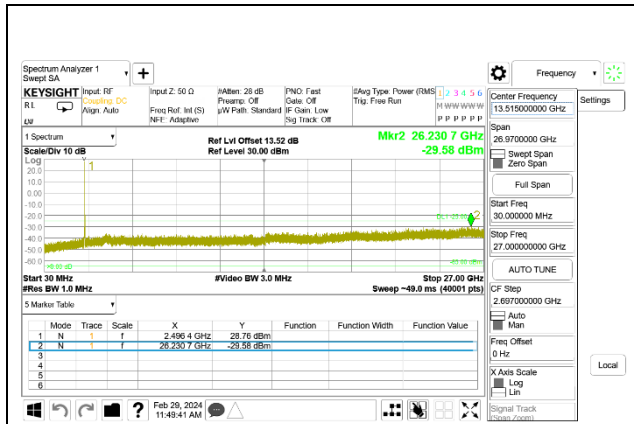 Spectrum Analyzer 1
Swept SA
+
Frequency
KEYSIGHT Input: RF Input Z: 50 Ω #Atten: 28 dB PNO: Fast #Avg Type: Power (RMS 1 2 3 4 5 6
R L Coupling: DC Preamp: Off Gate: Off Trig: Free Run M W W W W W
Align: Auto Freq Ref: Int (S) µW Path: Standard IF Gain: Low P P P P P P
NFE: Adaptive Sig Track: Off
1 Spectrum
Scale/Div 10 dB
Ref Lvl Offset 13.52 dB
Ref Level 30.00 dBm
Mkr2 26.230 7 GHz
-29.58 dBm
Log
1
20.0
10.0
0.00
-10.0
-20.0
2
-30.0
-40.0
-50.0
-60.0
Start 30 MHz #Video BW 3.0 MHz Stop 27.00 GHz
#Res BW 1.0 MHz Sweep ~49.0 ms (40001 pts)
5 Marker Table
Mode Trace Scale X Y Function Function Width Function Value
1 N 1 f 2.496 4 GHz 28.76 dBm
2 N 1 f 26.230 7 GHz -29.58 dBm
3
4
5
6
Feb 29, 2024
11:49:41 AM
?
Center Frequency
13.515000000 GHz
Settings
Span
26.9700000 GHz
Swept Span
Zero Span
Full Span
Start Freq
30.000000 MHz
Stop Freq
27.000000000 GHz
AUTO TUNE
CF Step
2.697000000 GHz
Auto
Man
Freq Offset
0 Hz
Local
X Axis Scale
Log
Lin
Signal Track
(Span Zoom)